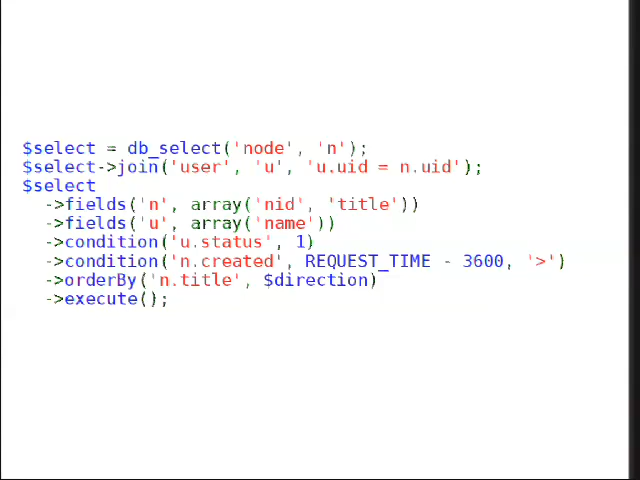 $select = db_select('node', 'n');
$select->join('user', 'u', 'u.uid = n.uid');
$select
  ->fields('n', array('nid', 'title'))
  ->fields('u', array('name'))
  ->condition('u.status', 1)
  ->condition('n.created', REQUEST_TIME - 3600, '>')
  ->orderBy('n.title', $direction)
  ->execute();